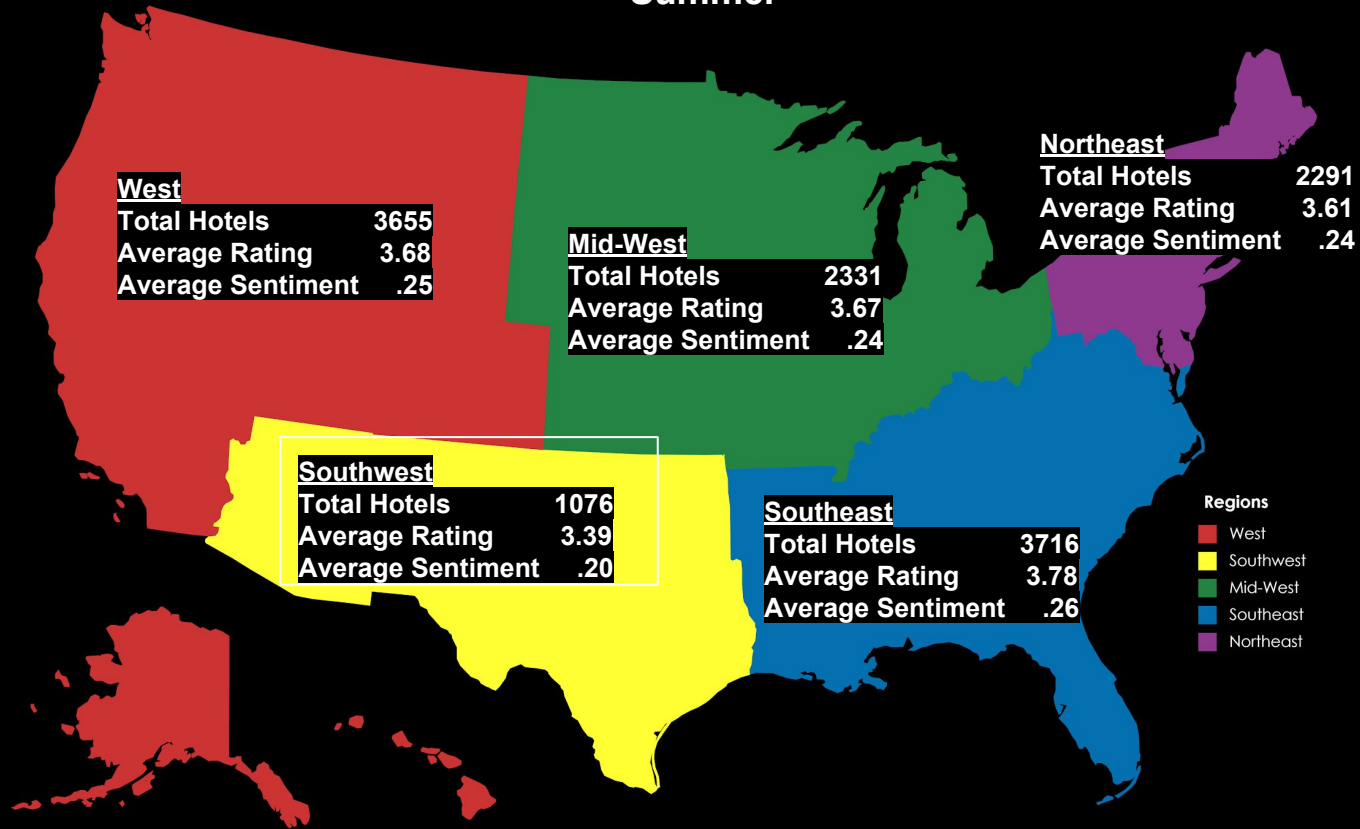 Summer
West
Total Hotels 3655
Average Rating 3.68
Average Sentiment .25
Mid-West
Total Hotels 2331
Average Rating 3.67
Average Sentiment .24
Northeast
Total Hotels 2291
Average Rating 3.61
Average Sentiment .24
Southwest
Total Hotels 1076
Average Rating 3.39
Average Sentiment .20
Southeast
Total Hotels 3716
Average Rating 3.78
Average Sentiment .26
Regions
West
Southwest
Mid-West
Southeast
Northeast